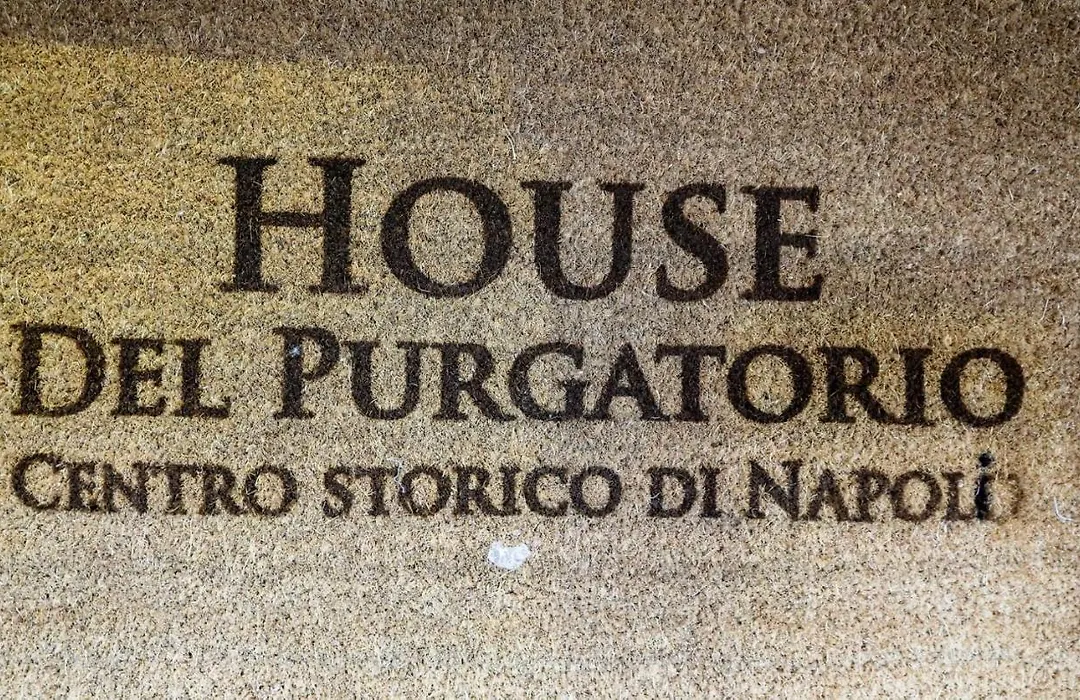 HOUSE
DEL PURGATORIO
CENTRO STORICO DI NAPOLi